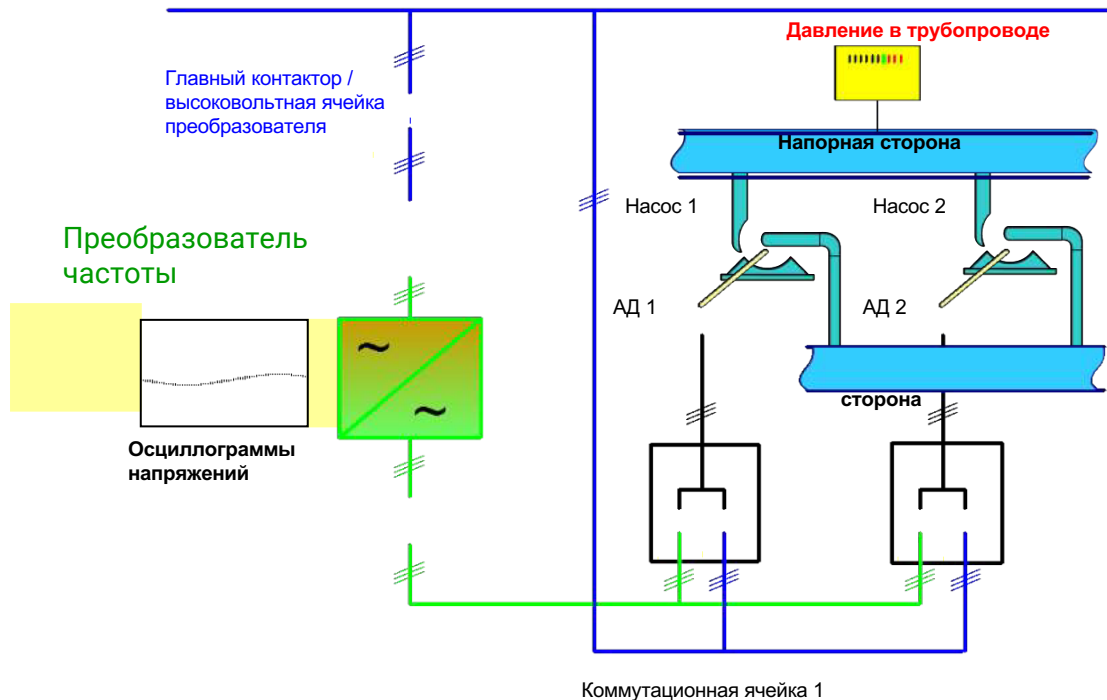 Давление в трубопроводе
Главный контактор /
высоковольтная ячейка
преобразователя
Напорная сторона
Насос 1
Насос 2
Преобразователь
частоты
АД 1
АД 2
~
~
сторона
Осциллограммы
напряжений
Коммутационная ячейка 1